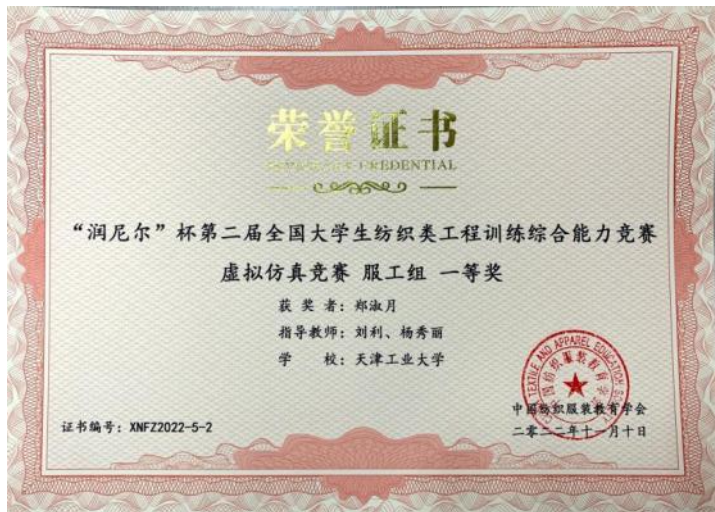 荣誉证书
“润尼尔”杯第二届全国大学生纺织类工程训练综合能力竞赛
虚拟仿真竞赛 服工组 一等奖
获 奖 者：郑淑月
指导教师：刘利、杨秀丽
学 校：天津工业大学
中国纺织服装教育学会
证书编号：XNFZ2022-5-2
二零二二年十一月十日